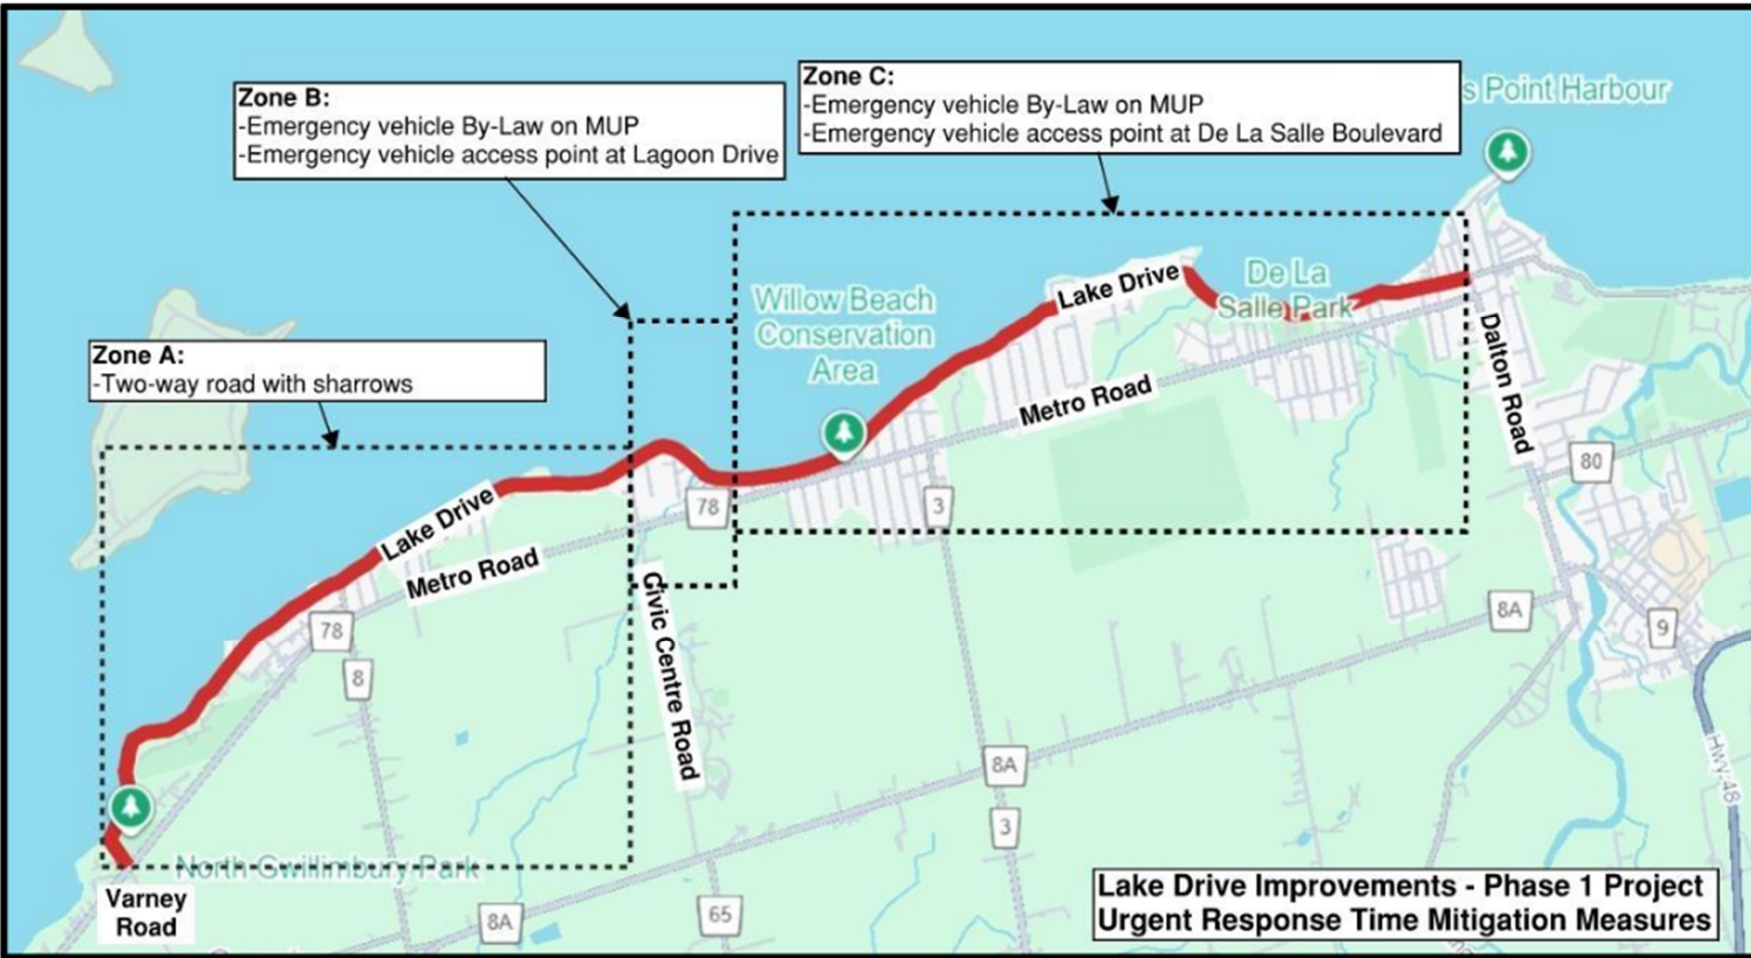 Zone C:
-Emergency vehicle By-Law on MUP
-Emergency vehicle access point at De La Salle Boulevard
s Point Harbour
Zone B:
-Emergency vehicle By-Law on MUP
-Emergency vehicle access point at Lagoon Drive
Zone A:
-Two-way road with sharrows
Willow Beach
Conservation
Area
Lake Drive
De La
Salle Park
Metro Road
Dalton Road
80
Lake Drive
Metro Road
78
3
78
8
Civic Centre Road
8A
9
8A
3
Hwy 48
North Gwillimbury Park
Varney
Road
8A
65
Lake Drive Improvements - Phase 1 Project
Urgent Response Time Mitigation Measures